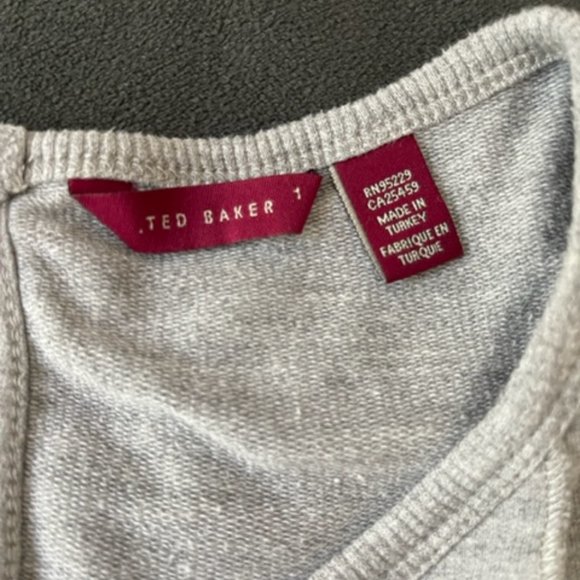 .TED BAKER 1
RN95229
CA25459
MADE IN
TURKEY
FABRIQUE EN
TURQUIE